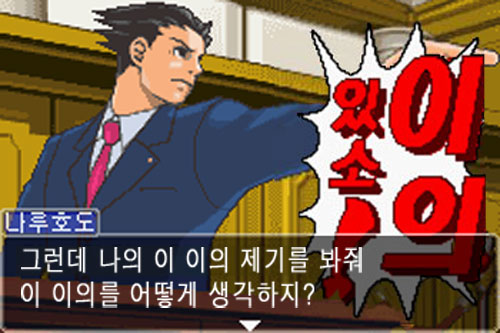 이의
있소!
나루호도
그런데 나의 이 이의 제기를 봐줘
이 이의를 어떻게 생각하지?